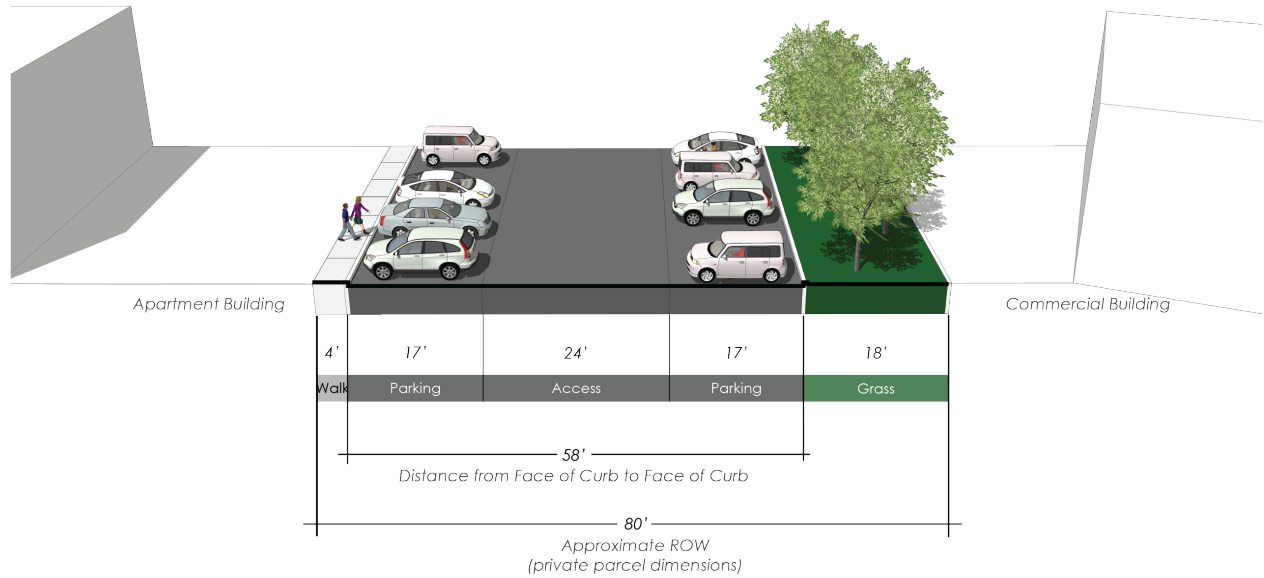 Apartment Building
Commercial Building
4'
17'
24'
17'
18'
Walk
Parking
Access
Parking
Grass
58'
Distance from Face of Curb to Face of Curb
80'
Approximate ROW
(private parcel dimensions)